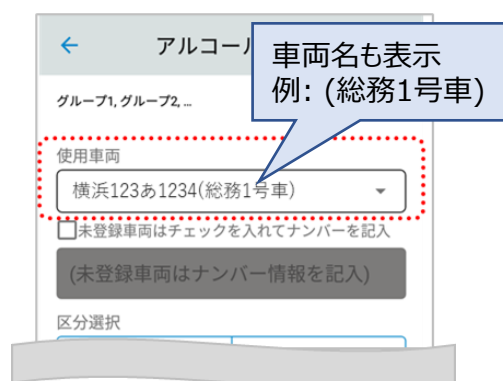 アルコール
車両名も表示
例: (総務1号車)
グループ1, グループ2, ...
使用車両
横浜123あ1234(総務1号車)
未登録車両はチェックを入れてナンバーを記入
(未登録車両はナンバー情報を記入)
区分選択